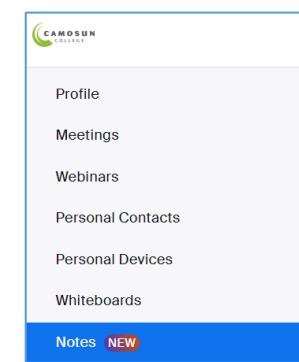 CAMOSUN
COLLEGE
Profile
Meetings
Webinars
Personal Contacts
Personal Devices
Whiteboards
Notes NEW